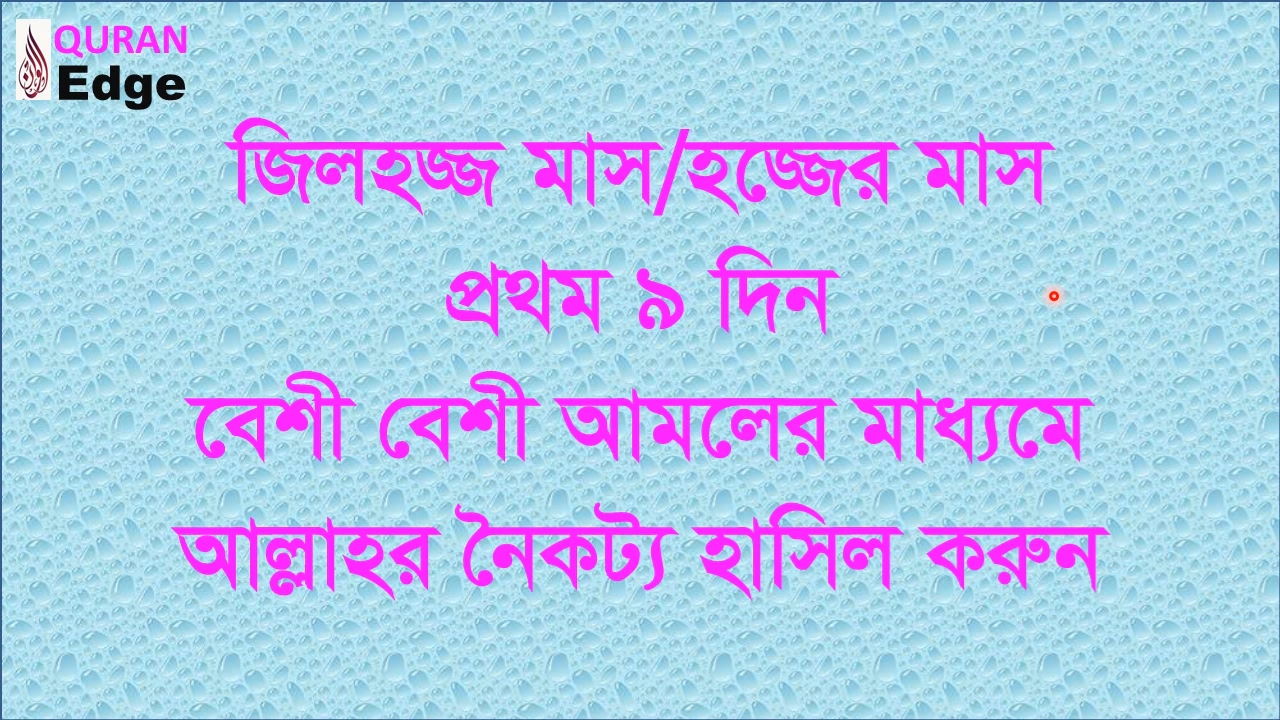 QURAN
Edge
জিলহজ্জ মাস/হজ্জের মাস
প্রথম ৯ দিন
বেশী বেশী আমলের মাধ্যমে
আল্লাহর নৈকট্য হাসিল করুন